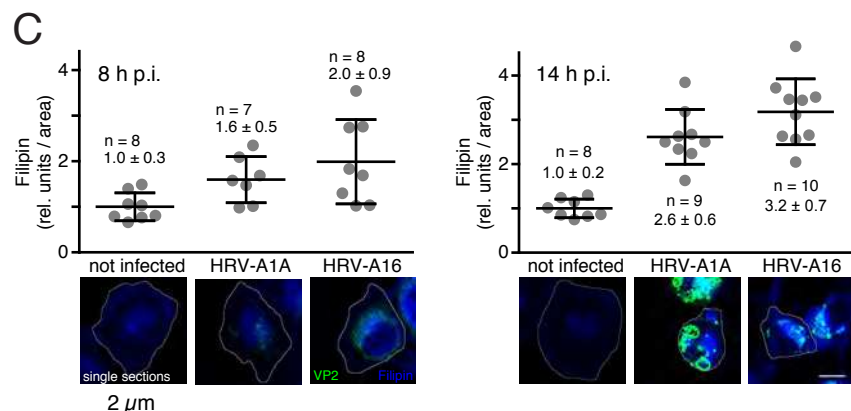 C
8 h p.i.
Filipin
(rel. units / area)
4
2
0
n = 8
1.0 ± 0.3
n = 7
1.6 ± 0.5
n = 8
2.0 ± 0.9
not infected
HRV-A1A
HRV-A16
single sections
VP2
Filipin
2 µm
14 h p.i.
Filipin
(rel. units / area)
4
2
0
n = 8
1.0 ± 0.2
n = 9
2.6 ± 0.6
n = 10
3.2 ± 0.7
not infected
HRV-A1A
HRV-A16